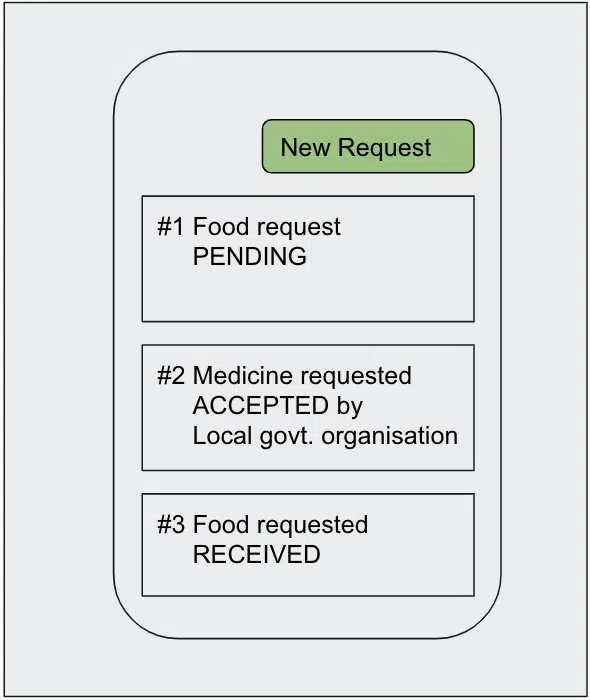 New Request
#1 Food request
PENDING
#2 Medicine requested
ACCEPTED by
Local govt. organisation
#3 Food requested
RECEIVED